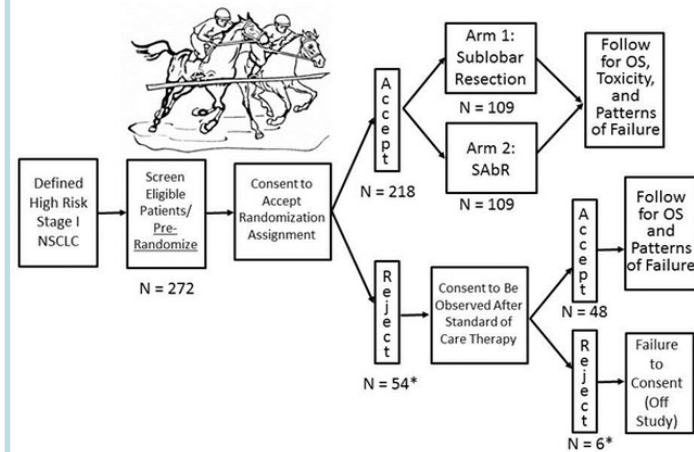 Defined
High Risk
Stage I
NSCLC
Screen
Eligible
Patients/
Pre-
Randomize
N = 272
Consent to
Accept
Randomization
Assignment
Accept
N = 218
Arm 1:
Sublobar
Resection
N = 109
Arm 2:
SAbR
N = 109
Follow
for OS,
Toxicity,
and
Patterns
of Failure
Reject
N = 54*
Consent to Be
Observed After
Standard of
Care Therapy
Accept
N = 48
Follow
for OS
and
Patterns
of Failure
Reject
N = 6*
Failure
to
Consent
(Off
Study)